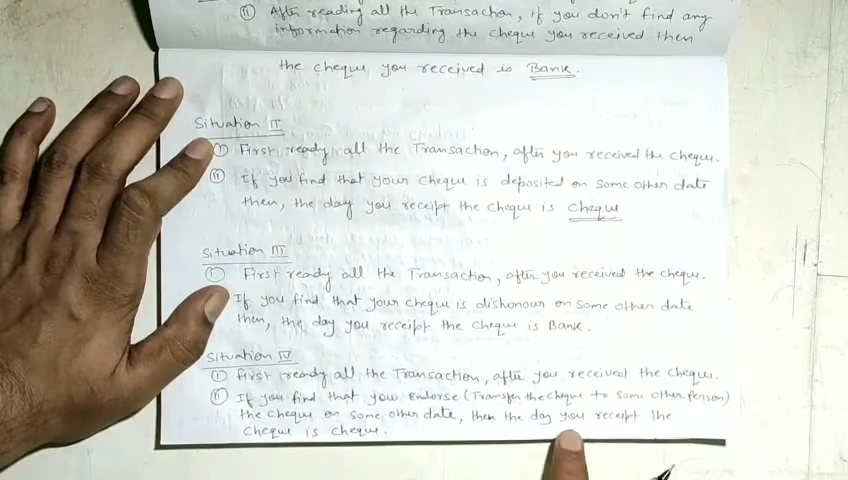 (ii) After reading all the Transaction, if you don't find any
information regarding the cheque you received then
the cheque you received is Bank.
Situation II
(i) First ready all the Transaction, after you received the cheque.
(ii) If you find that your cheque is deposited on some other date
then, the day you receipt the cheque is Cheque
Situation III
(i) First ready all the Transaction, after you received the cheque.
If you find that your cheque is dishonour on some other date
then, the day you receipt the cheque is Bank.
Situation IV
(i) First ready all the Transaction, after you received the cheque.
(ii) If you find that you endorse (Transfer the cheque to some other person)
the cheque on some other date, then the day you receipt the
cheque is cheque.